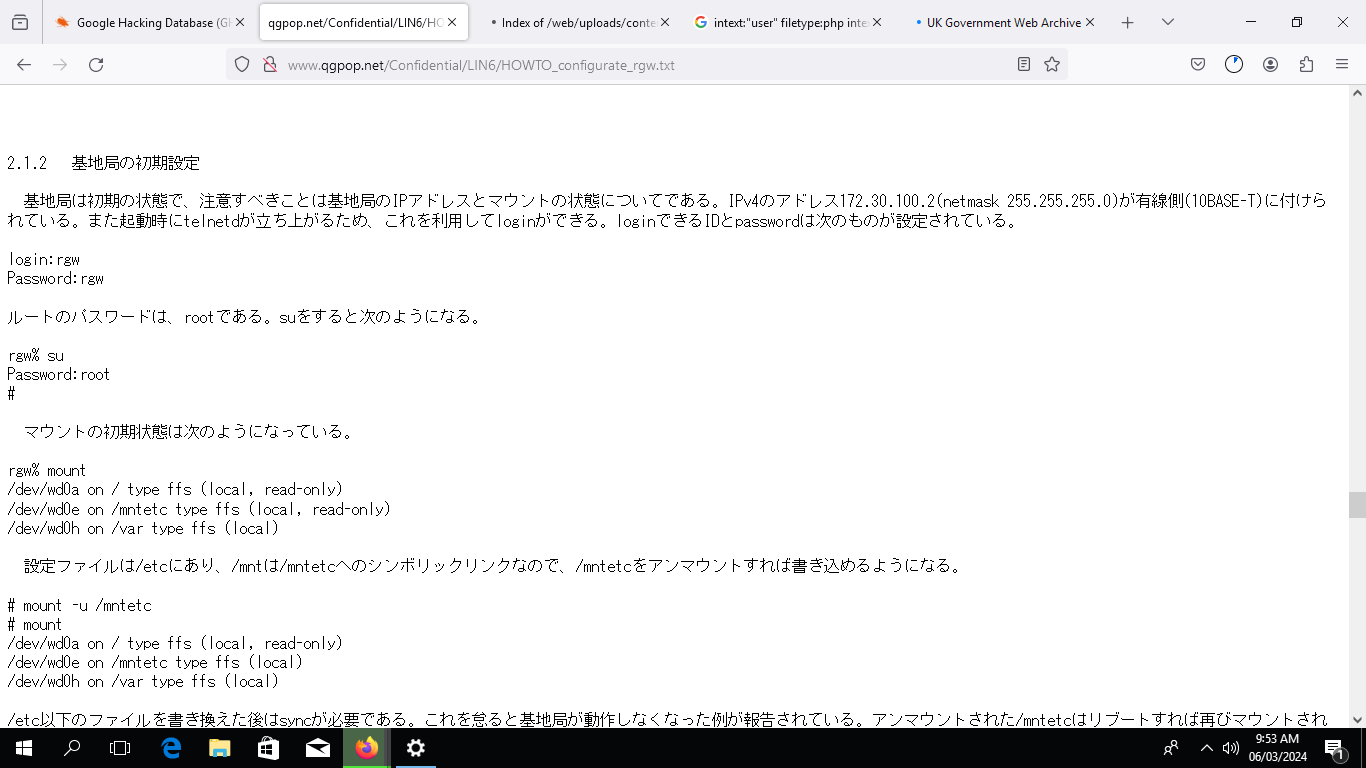 Google Hacking Database (GH
qgpop.net/Confidential/LIN6/HO
Index of /web/uploads/conte
intext:"user" filetype:php inte
UK Government Web Archive
www.qgpop.net/Confidential/LIN6/HOWTO_configurate_rgw.txt
2.1.2 基地局の初期設定
基地局は初期の状態で、注意すべきことは基地局のIPアドレスとマウントの状態についてである。IPv4のアドレス172.30.100.2(netmask 255.255.255.0)が有線側(10BASE-T)に付けら
れている。また起動時にtelnetdが立ち上がるため、これを利用してloginができる。loginできるIDとpasswordは次のものが設定されている。
login:rgw
Password:rgw
ルートのパスワードは、rootである。suをすると次のようになる。
rgw% su
Password:root
#
マウントの初期状態は次のようになっている。
rgw% mount
/dev/wd0a on / type ffs (local, read-only)
/dev/wd0e on /mntetc type ffs (local, read-only)
/dev/wd0h on /var type ffs (local)
設定ファイルは/etcにあり、/mntは/mntetcへのシンボリックリンクなので、/mntetcをアンマウントすれば書き込めるようになる。
# mount -u /mntetc
# mount
/dev/wd0a on / type ffs (local, read-only)
/dev/wd0e on /mntetc type ffs (local)
/dev/wd0h on /var type ffs (local)
/etc以下のファイルを書き換えた後はsyncが必要である。これを怠ると基地局が動作しなくなった例が報告されている。アンマウントされた/mntetcはリブートすれば再びマウントされ
9:53 AM
06/03/2024
1